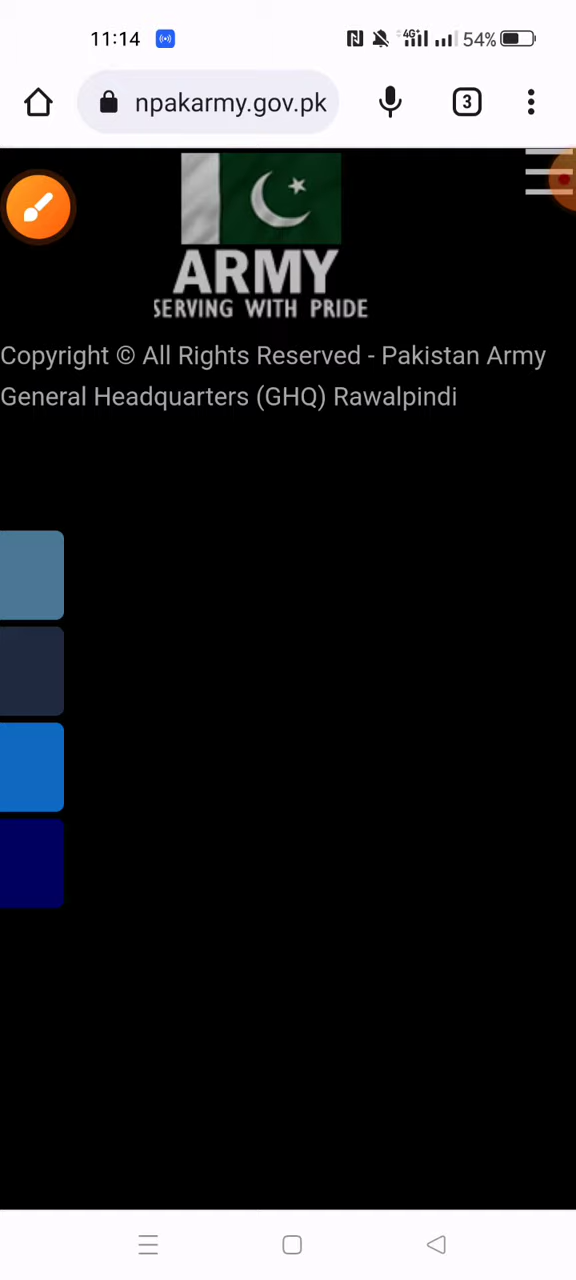 11:14
4G+
54%
npakarmy.gov.pk
3
ARMY
SERVING WITH PRIDE
Copyright © All Rights Reserved - Pakistan Army
General Headquarters (GHQ) Rawalpindi